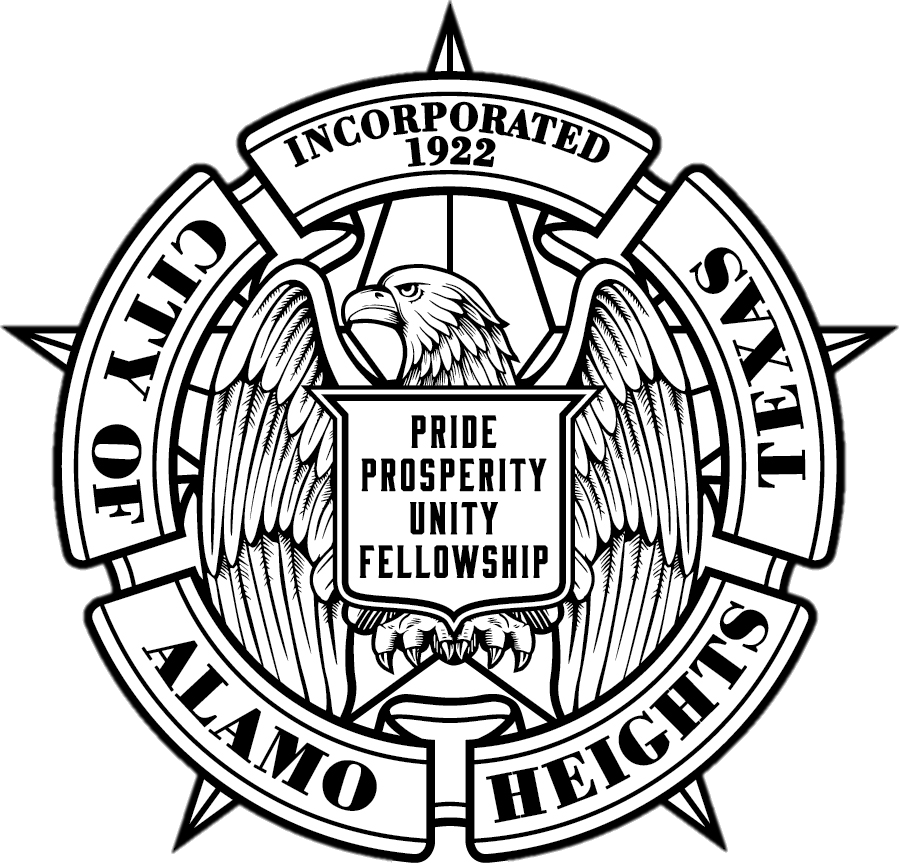 INCORPORATED
1922
CITY OF
ALAMO
HEIGHTS
TEXAS
PRIDE
PROSPERITY
UNITY
FELLOWSHIP